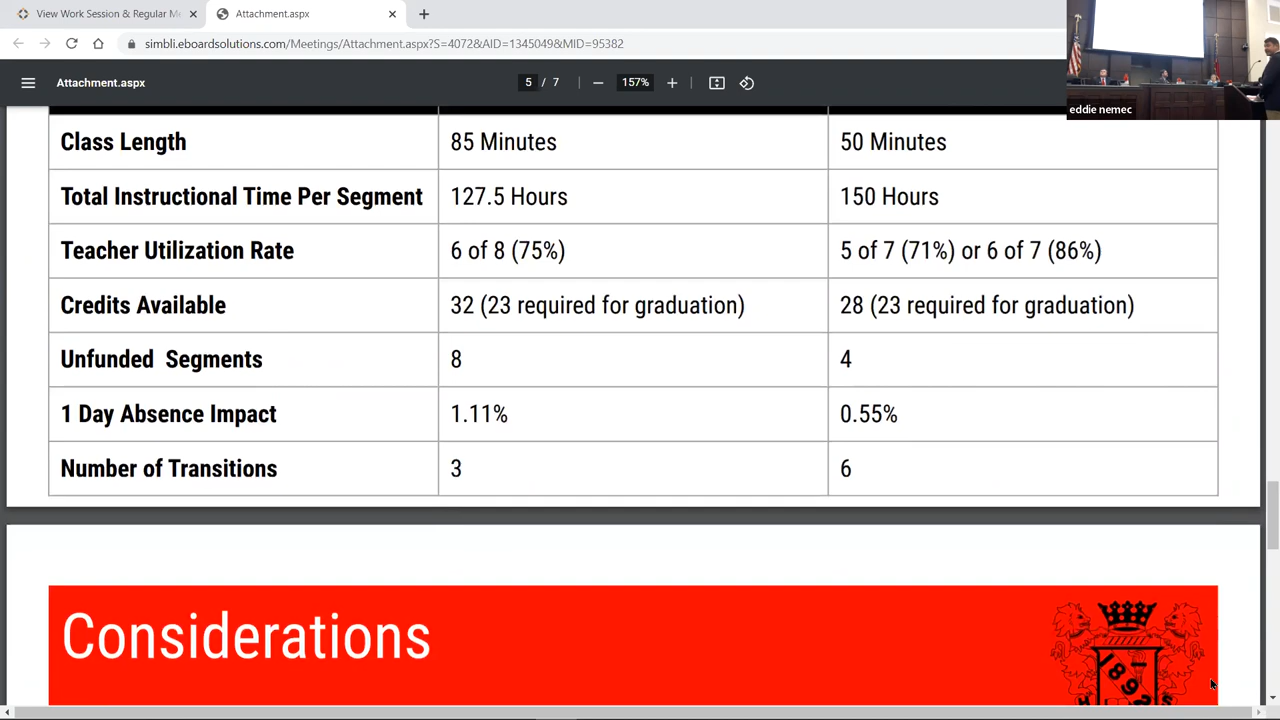 View Work Session & Regular M
Attachment.aspx
simbli.eboardsolutions.com/Meetings/Attachment.aspx?S=4072&AID=1345049&MID=95382
Attachment.aspx
5 / 7
157%
eddie nemec
Class Length 85 Minutes 50 Minutes
Total Instructional Time Per Segment 127.5 Hours 150 Hours
Teacher Utilization Rate 6 of 8 (75%) 5 of 7 (71%) or 6 of 7 (86%)
Credits Available 32 (23 required for graduation) 28 (23 required for graduation)
Unfunded Segments 8 4
1 Day Absence Impact 1.11% 0.55%
Number of Transitions 3 6
Considerations
1892